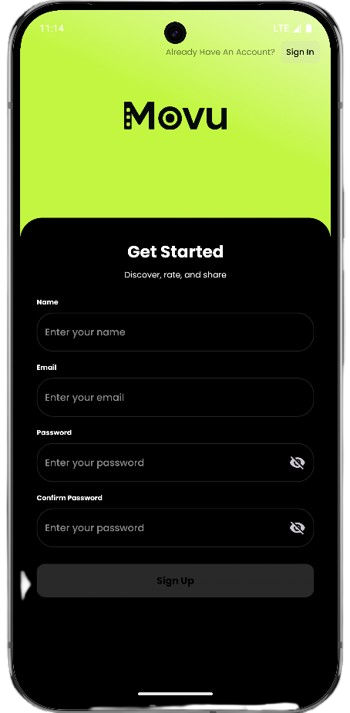 11:14
LTE
Already Have An Account? Sign In
Movu
Get Started
Discover, rate, and share
Name
Enter your name
Email
Enter your email
Password
Enter your password
Confirm Password
Enter your password
Sign Up